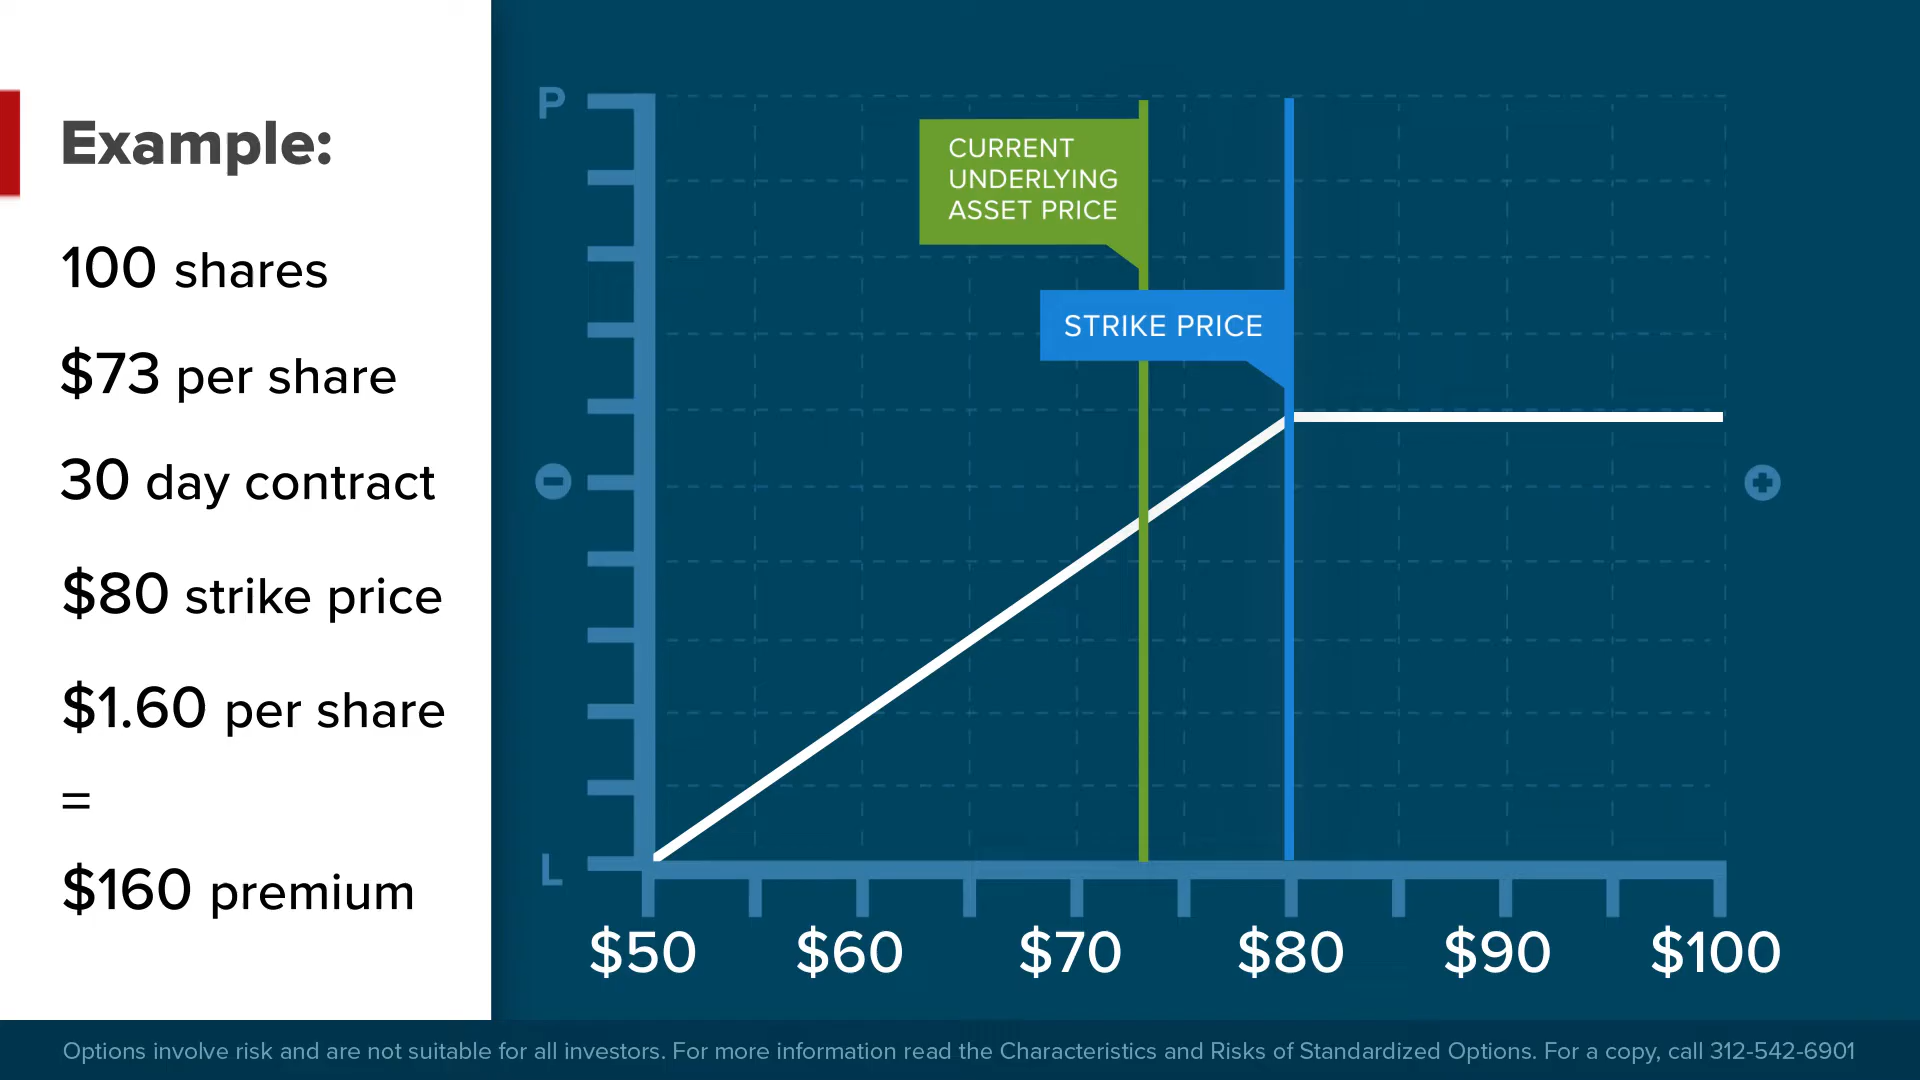 Example:
100 shares
$73 per share
30 day contract
$80 strike price
$1.60 per share
=
$160 premium
P
CURRENT
UNDERLYING
ASSET PRICE
STRIKE PRICE
L
$50 $60 $70 $80 $90 $100
Options involve risk and are not suitable for all investors. For more information read the Characteristics and Risks of Standardized Options. For a copy, call 312-542-6901